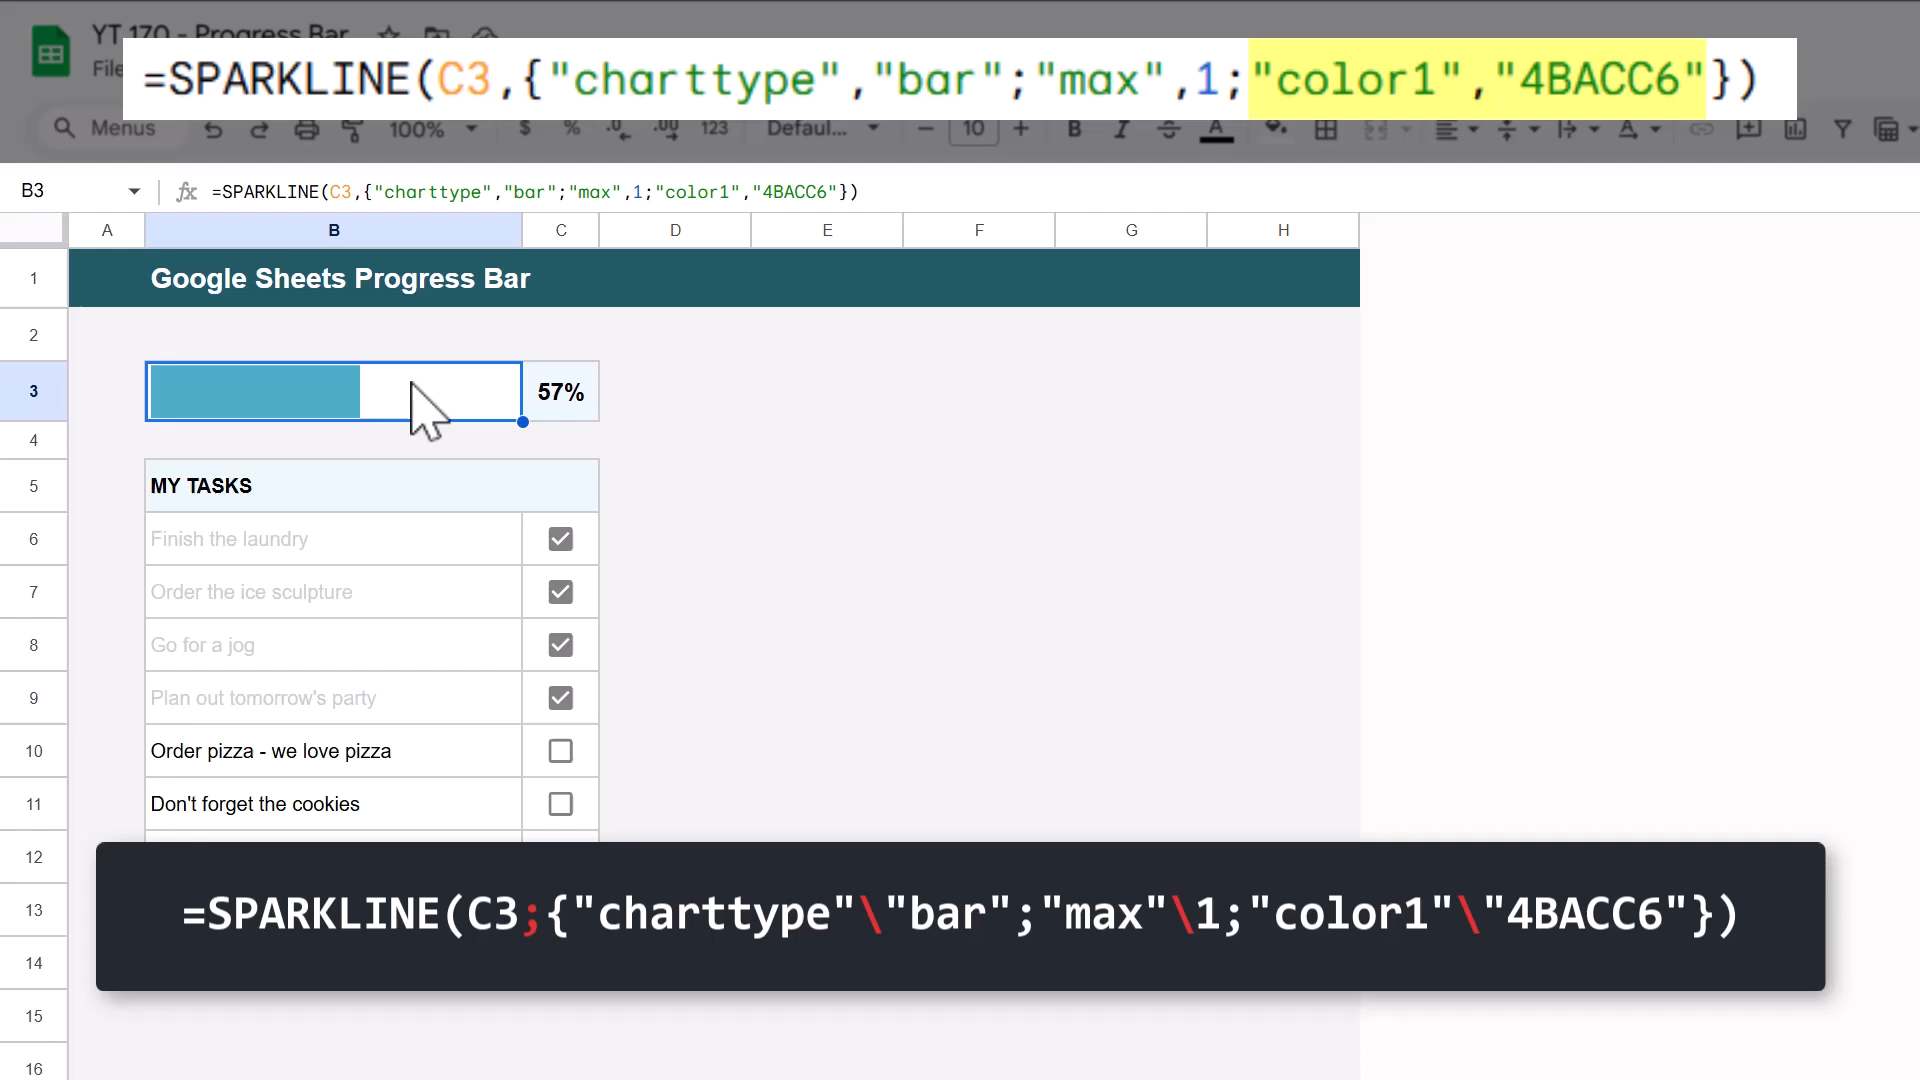 YT 170 - Progress Bar
File
=SPARKLINE(C3,{"charttype","bar";"max",1;"color1","4BACC6"})
Menus 100% $ % .0 .00 123 Defaul... 10 B I A
B3 fx =SPARKLINE(C3,{"charttype","bar";"max",1;"color1","4BACC6"})
A B C D E F G H
1 Google Sheets Progress Bar
2
3 57%
4
5 MY TASKS
6 Finish the laundry
7 Order the ice sculpture
8 Go for a jog
9 Plan out tomorrow's party
10 Order pizza - we love pizza
11 Don't forget the cookies
12
=SPARKLINE(C3;{"charttype"\"bar";"max"\1;"color1"\"4BACC6"})
13
14
15
16